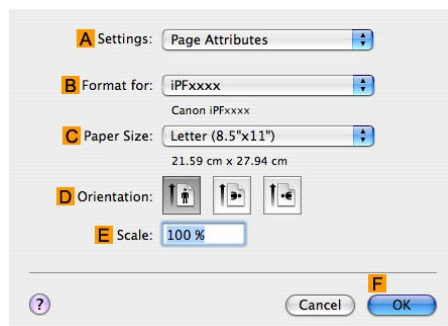 A Settings: Page Attributes
B Format for: iPFxxxx
Canon iPFxxxx
C Paper Size: Letter (8.5"x11")
21.59 cm x 27.94 cm
D Orientation:
E Scale: 100 %
F
? Cancel OK